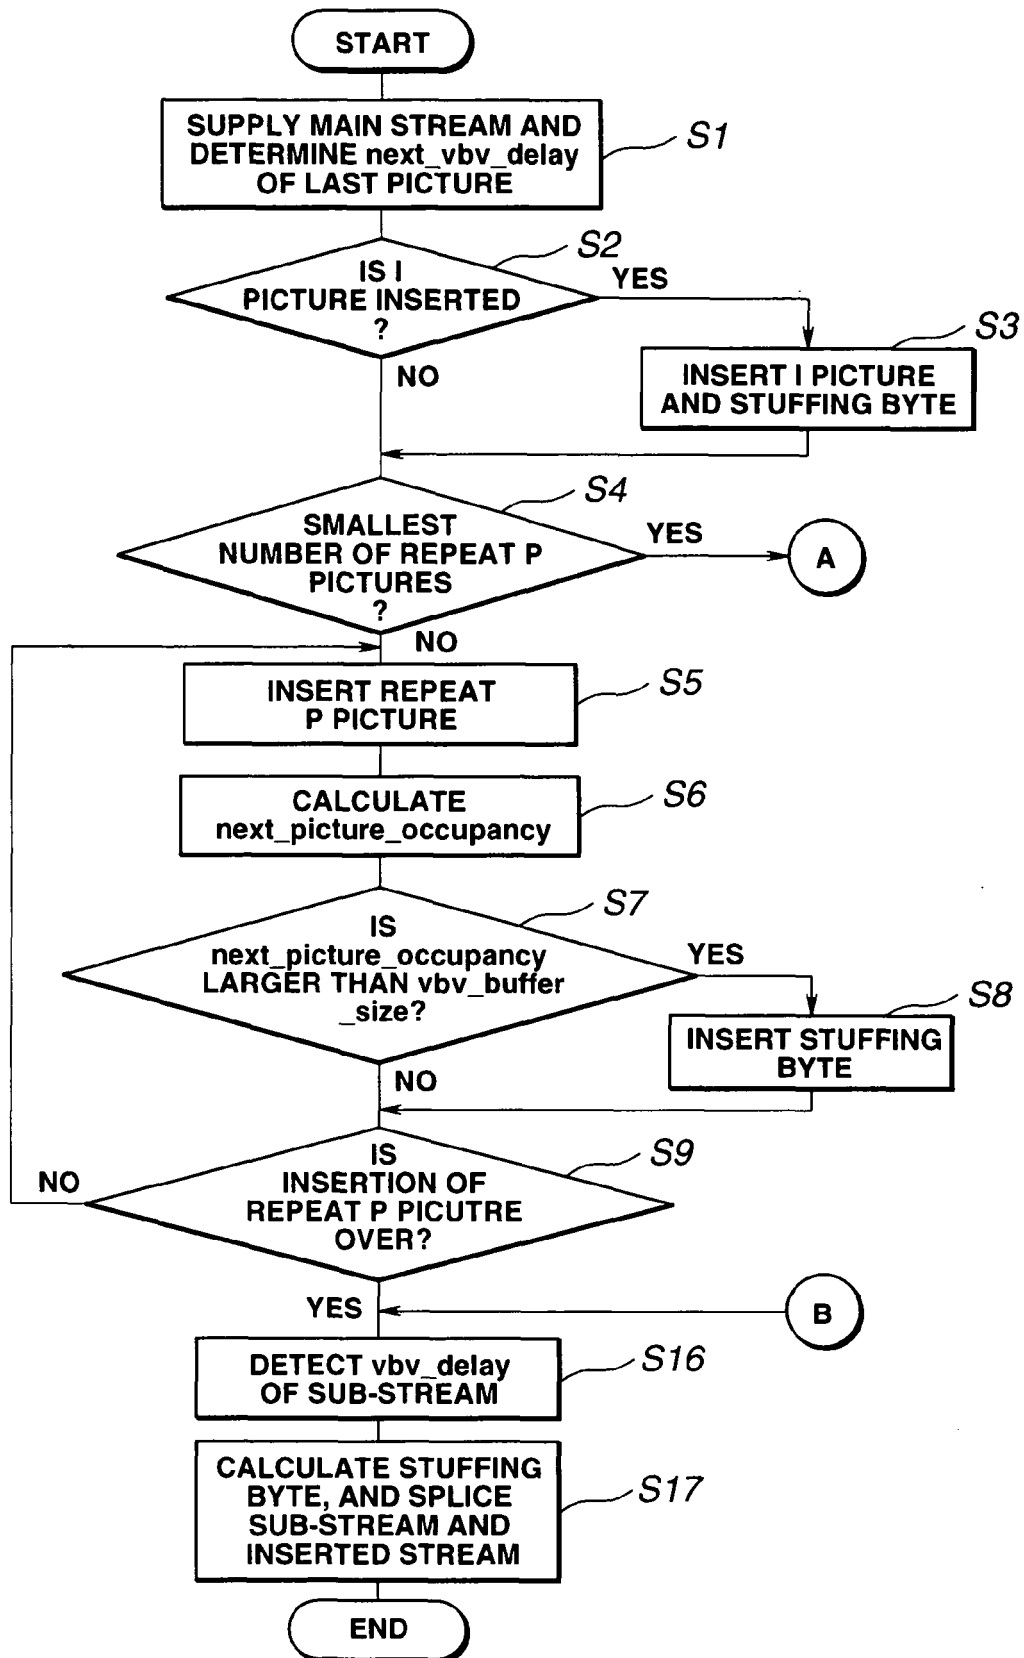 START
SUPPLY MAIN STREAM AND
DETERMINE next_vbv_delay
OF LAST PICTURE
S1
IS I
PICTURE INSERTED
?
S2
YES
NO
INSERT I PICTURE
AND STUFFING BYTE
S3
SMALLEST
NUMBER OF REPEAT P
PICTURES
?
S4
YES
A
NO
INSERT REPEAT
P PICTURE
S5
CALCULATE
next_picture_occupancy
S6
IS
next_picture_occupancy
LARGER THAN vbv_buffer
_size?
S7
YES
NO
INSERT STUFFING
BYTE
S8
IS
INSERTION OF
REPEAT P PICUTRE
OVER?
S9
NO
YES
B
DETECT vbv_delay
OF SUB-STREAM
S16
CALCULATE STUFFING
BYTE, AND SPLICE
SUB-STREAM AND
INSERTED STREAM
S17
END